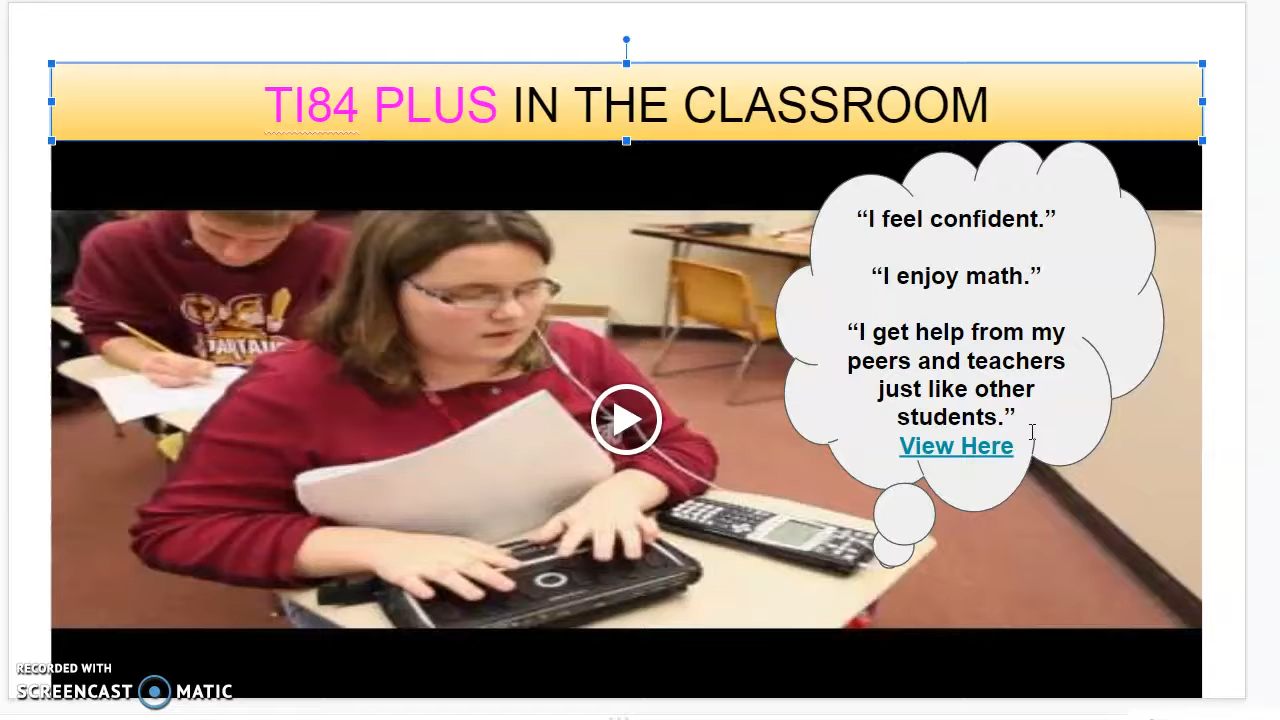 TI84 PLUS IN THE CLASSROOM
“I feel confident.”
“I enjoy math.”
“I get help from my
peers and teachers
just like other
students.”
View Here
RECORDED WITH
SCREENCAST MATIC